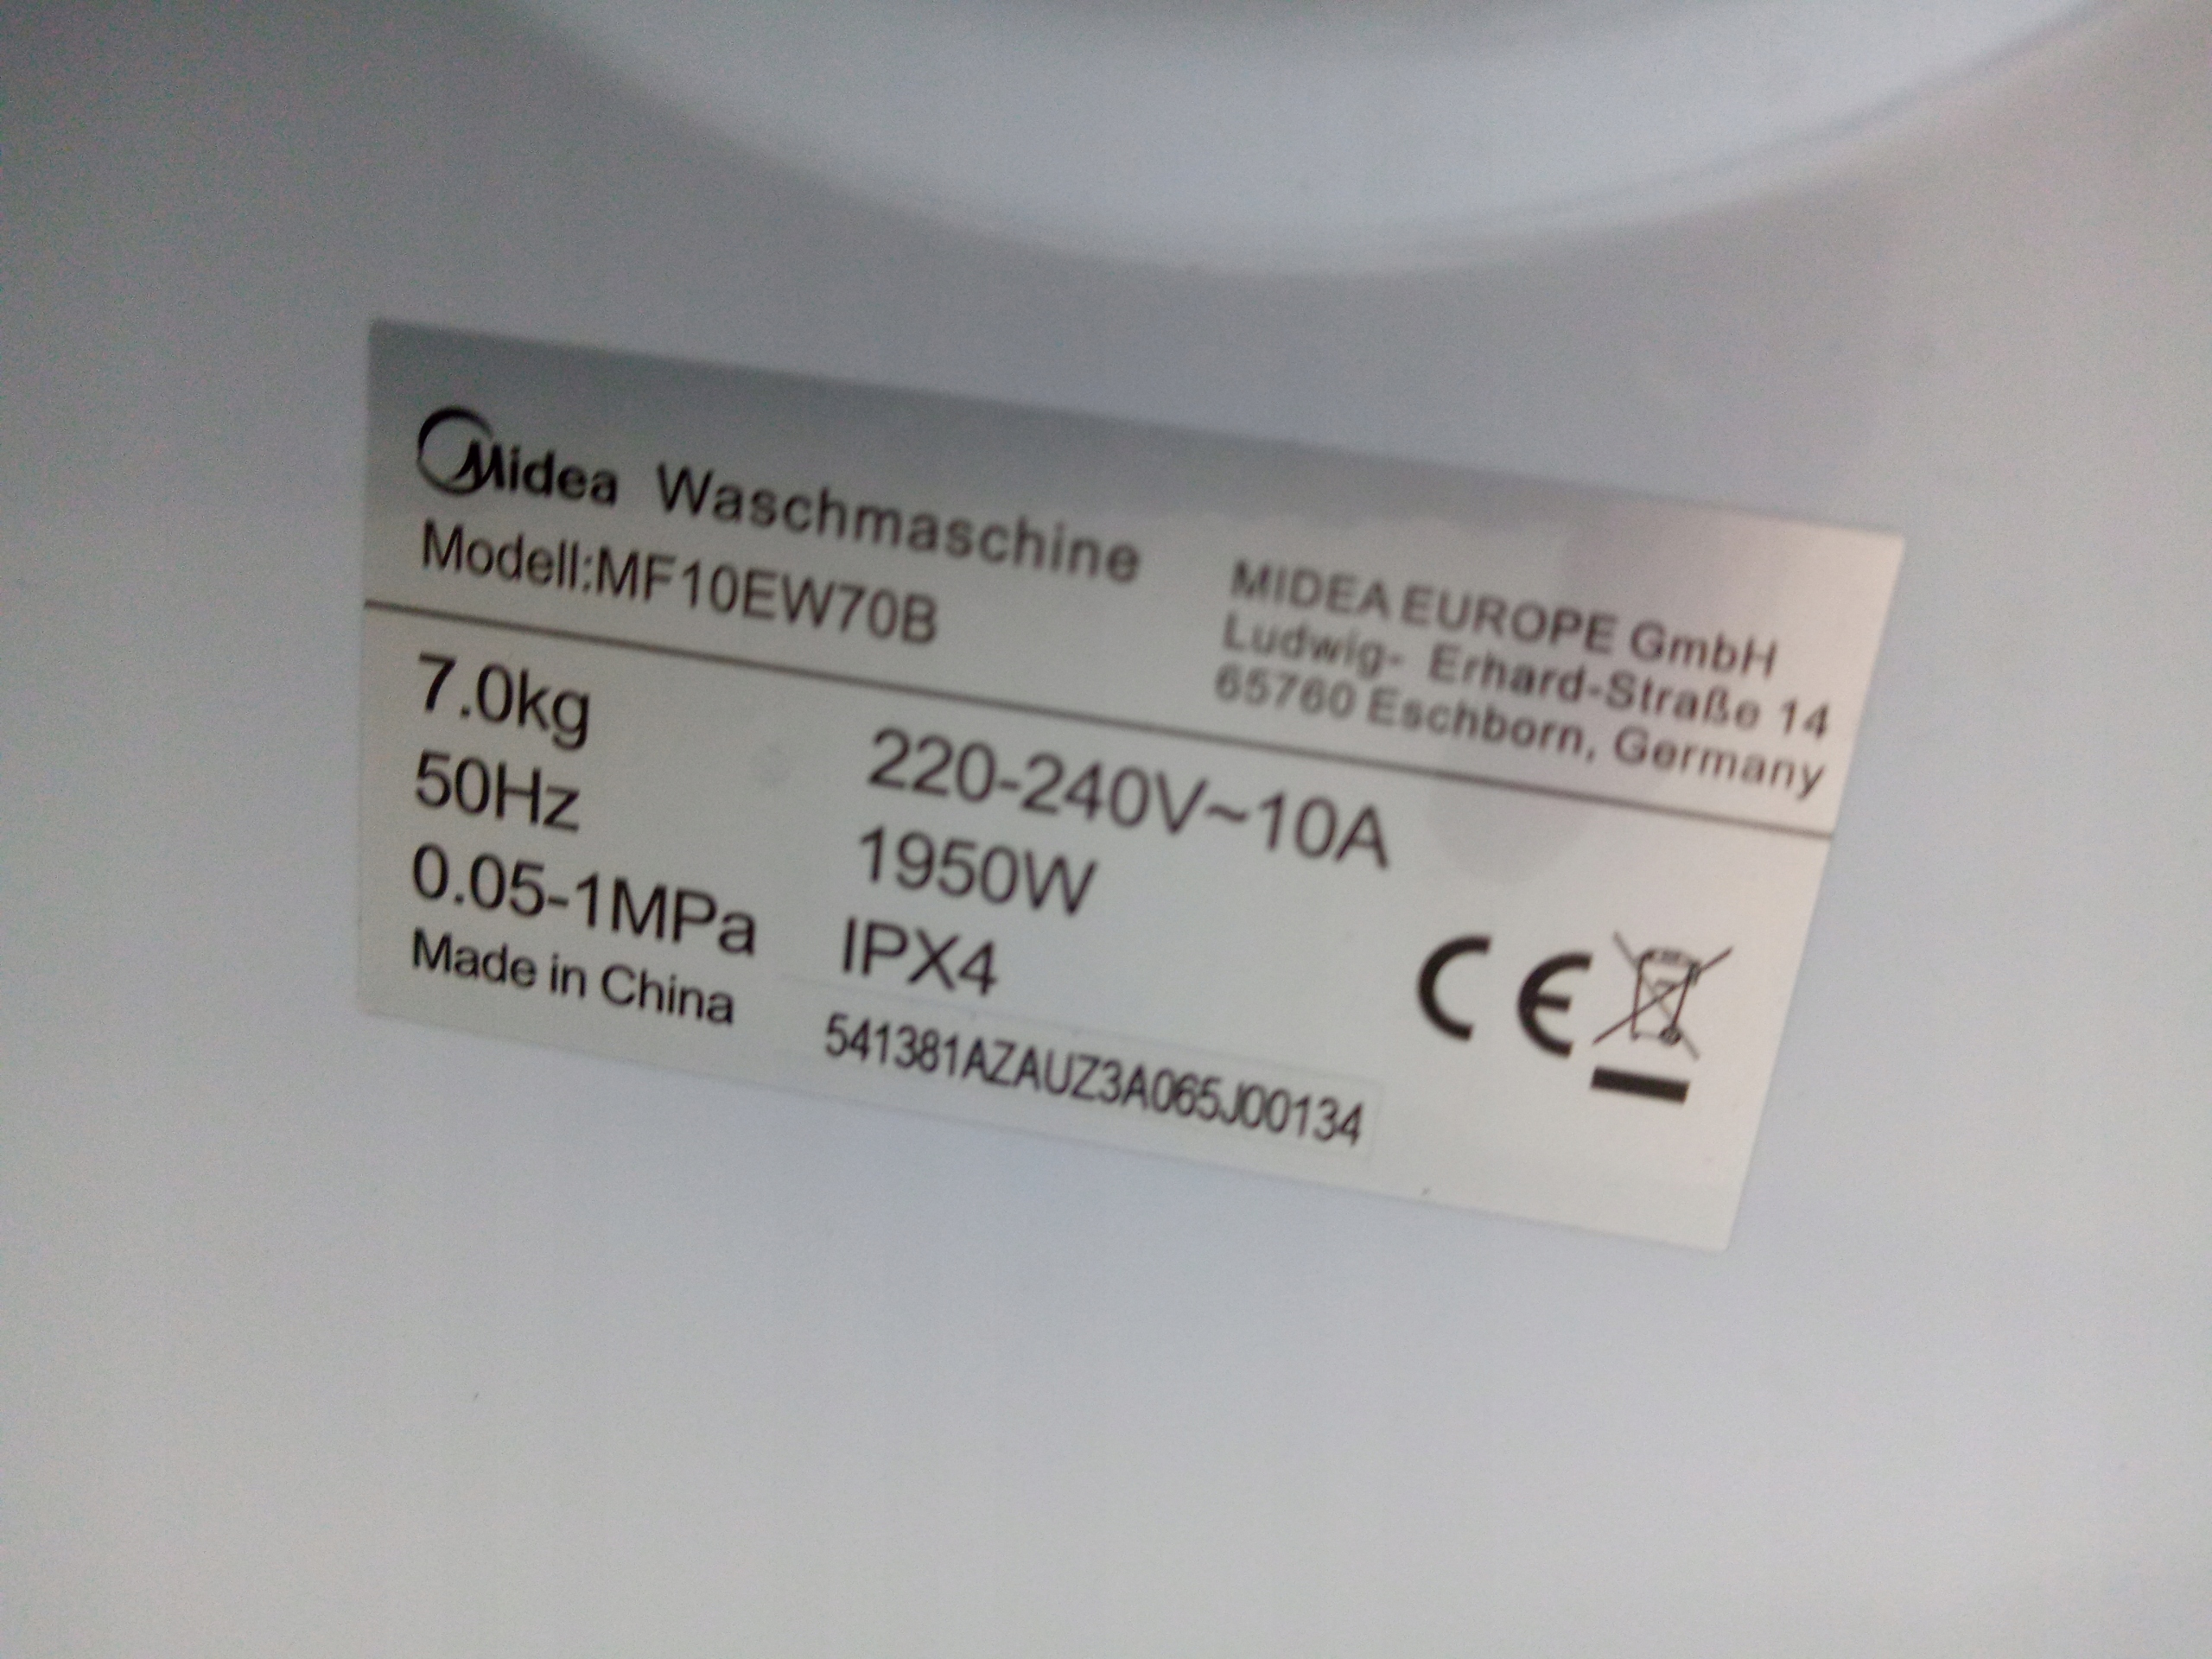 Midea Waschmaschine
Modell:MF10EW70B
MIDEA EUROPE GmbH
Ludwig- Erhard-Straße 14
65760 Eschborn, Germany
7.0kg
220-240V~10A
50Hz
1950W
0.05-1MPa
IPX4
Made in China
541381AZAUZ3A065J00134
CE